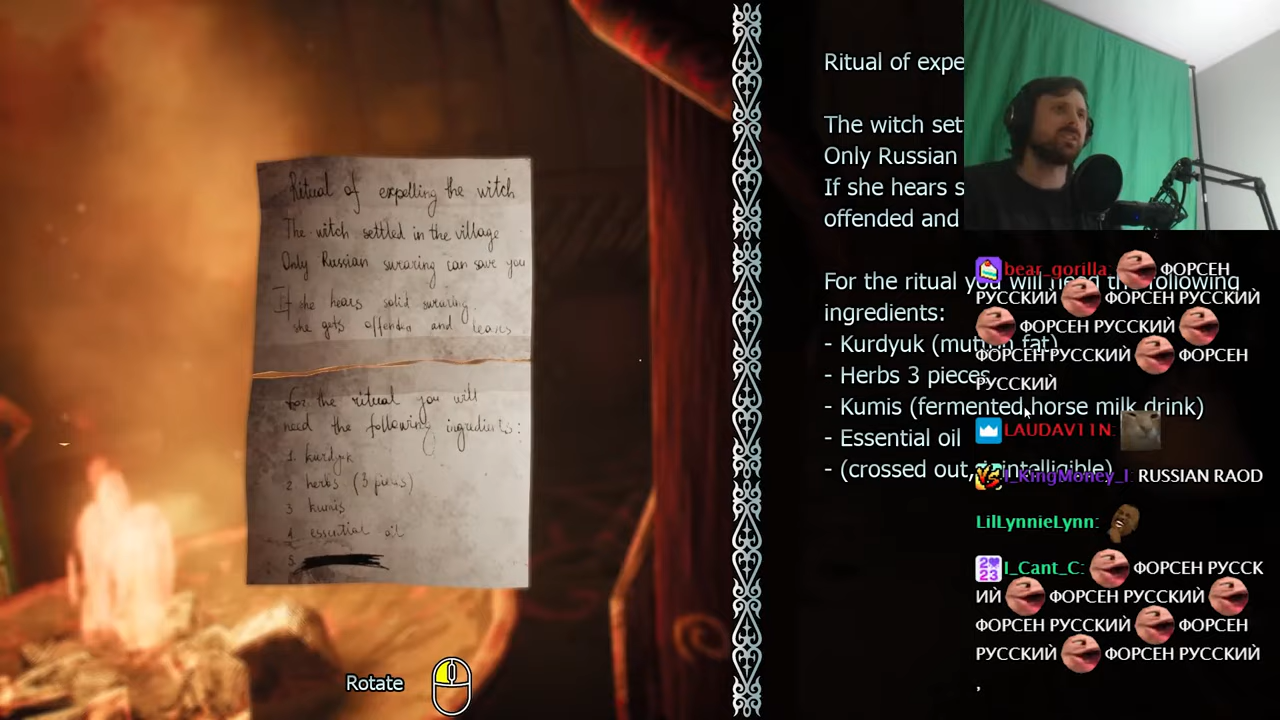 Ritual of expelling the witch
The witch settled in the village
Only Russian swearing can save you
If she hears solid swearing
she gets offended and leaves
for the ritual you will
need the following ingredients:
1. kurdyuk
2 herbs (3 pieces)
3 kumis
4 essential oil
5
Rotate
Ritual of expe
The witch set
Only Russian
If she hears s
offended and
For the ritual you will need the following
ingredients:
- Kurdyuk (mutton fat)
- Herbs 3 pieces
- Kumis (fermented horse milk drink)
- Essential oil
- (crossed out, unintelligible)
bear_gorilla: ФОРСЕН
РУССКИЙ ФОРСЕН РУССКИЙ
ФОРСЕН РУССКИЙ
ФОРСЕН РУССКИЙ ФОРСЕН
РУССКИЙ
LAUDAV11N:
I_KingMoney_I: RUSSIAN RAOD
LilLynnieLynn:
I_Cant_C: ФОРСЕН РУССК
ИЙ ФОРСЕН РУССКИЙ
ФОРСЕН РУССКИЙ ФОРСЕН
РУССКИЙ ФОРСЕН РУССКИЙ
,